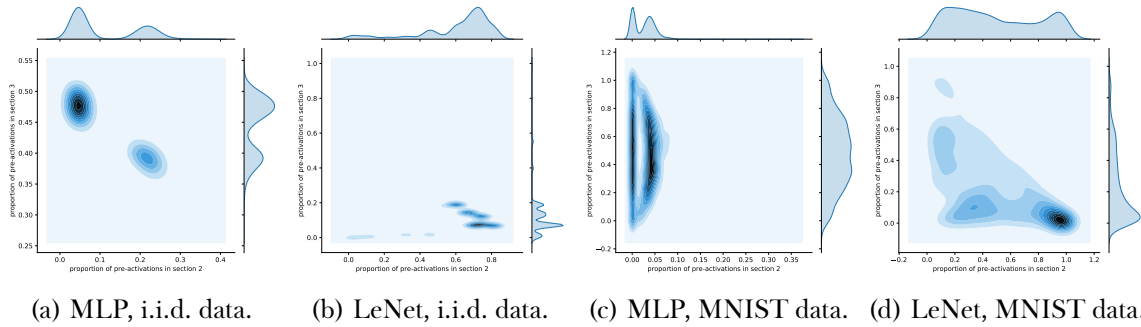 0.55
0.50
0.45
0.40
0.35
0.30
0.25
proportion of pre-activations in section 3
0.0 0.1 0.2 0.3 0.4
proportion of pre-activations in section 2
(a) MLP, i.i.d. data.
1.0
0.8
0.6
0.4
0.2
0.0
proportion of pre-activations in section 3
0.0 0.2 0.4 0.6 0.8
proportion of pre-activations in section 2
(b) LeNet, i.i.d. data.
1.2
1.0
0.8
0.6
0.4
0.2
0.0
−0.2
proportion of pre-activations in section 3
0.00 0.05 0.10 0.15 0.20 0.25 0.30 0.35
proportion of pre-activations in section 2
(c) MLP, MNIST data.
1.0
0.8
0.6
0.4
0.2
0.0
proportion of pre-activations in section 3
−0.2 0.0 0.2 0.4 0.6 0.8 1.0 1.2
proportion of pre-activations in section 2
(d) LeNet, MNIST data.